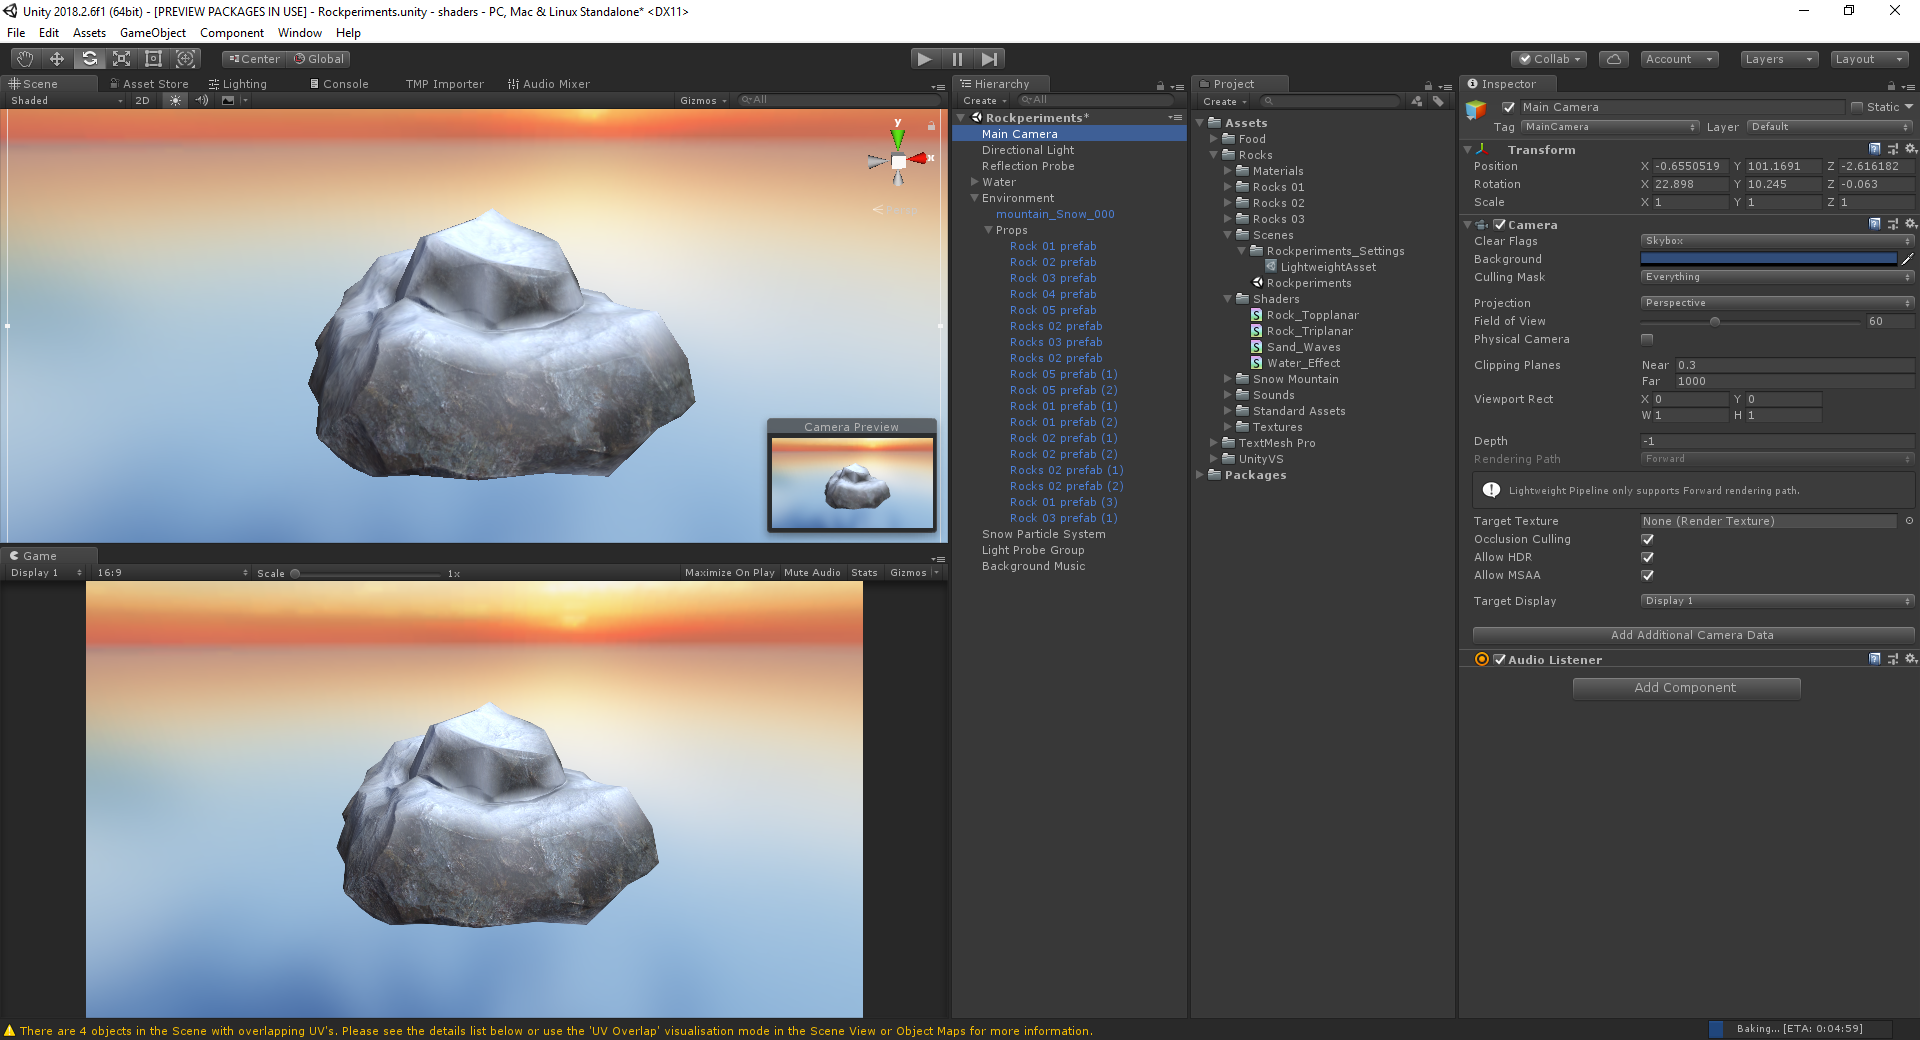 Unity 2018.2.6f1 (64bit) - [PREVIEW PACKAGES IN USE] - Rockperiments.unity - shaders - PC, Mac & Linux Standalone* <DX11>
File Edit Assets GameObject Component Window Help
Center Global Collab Account Layers Layout
Scene Asset Store Lighting Console TMP Importer Audio Mixer
Shaded 2D Gizmos All
y
x
Camera Preview
Game
Display 1 16:9 Scale 1x Maximize On Play Mute Audio Stats Gizmos
Hierarchy
Create All
Rockperiments*
Main Camera
Directional Light
Reflection Probe
Water
Environment
mountain_Snow_000
Props
Rock 01 prefab
Rock 02 prefab
Rock 03 prefab
Rock 04 prefab
Rock 05 prefab
Rocks 02 prefab
Rocks 03 prefab
Rocks 02 prefab
Rock 05 prefab (1)
Rock 05 prefab (2)
Rock 01 prefab (1)
Rock 01 prefab (2)
Rock 02 prefab (1)
Rock 02 prefab (2)
Rocks 02 prefab (1)
Rocks 02 prefab (2)
Rock 01 prefab (3)
Rock 03 prefab (1)
Snow Particle System
Light Probe Group
Background Music
Project
Create
Assets
Food
Rocks
Materials
Rocks 01
Rocks 02
Rocks 03
Scenes
Rockperiments_Settings
LightweightAsset
Rockperiments
Shaders
Rock_Topplanar
Rock_Triplanar
Sand_Waves
Water_Effect
Snow Mountain
Sounds
Standard Assets
Textures
TextMesh Pro
UnityVS
Packages
Inspector
Main Camera Static
Tag MainCamera Layer Default
Transform
Position X -0.6550519 Y 101.1691 Z -2.616182
Rotation X 22.898 Y 10.245 Z -0.063
Scale X 1 Y 1 Z 1
Camera
Clear Flags Skybox
Background
Culling Mask Everything
Projection Perspective
Field of View 60
Physical Camera
Clipping Planes Near 0.3
Far 1000
Viewport Rect X 0 Y 0
W 1 H 1
Depth -1
Rendering Path Forward
Lightweight Pipeline only supports Forward rendering path.
Target Texture None (Render Texture)
Occlusion Culling
Allow HDR
Allow MSAA
Target Display Display 1
Add Additional Camera Data
Audio Listener
Add Component
There are 4 objects in the Scene with overlapping UV's. Please see the details list below or use the 'UV Overlap' visualisation mode in the Scene View or Object Maps for more information.
Baking... [ETA: 0:04:59]